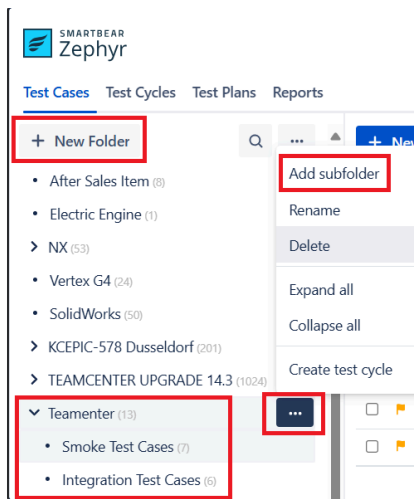 SMARTBEAR
Zephyr
Test Cases Test Cycles Test Plans Reports
+ New Folder
...
+ New
After Sales Item (8)
Electric Engine (1)
NX (53)
Vertex G4 (24)
SolidWorks (50)
KCEPIC-578 Dusseldorf (201)
TEAMCENTER UPGRADE 14.3 (1024)
Teamenter (13)
...
Smoke Test Cases (7)
Integration Test Cases (6)
Add subfolder
Rename
Delete
Expand all
Collapse all
Create test cycle